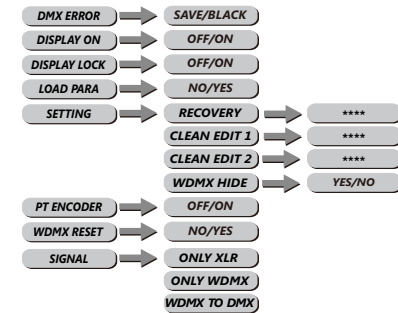 DMX ERROR SAVE/BLACK
DISPLAY ON OFF/ON
DISPLAY LOCK OFF/ON
LOAD PARA NO/YES
SETTING RECOVERY ****
CLEAN EDIT 1 ****
CLEAN EDIT 2 ****
WDMX HIDE YES/NO
PT ENCODER OFF/ON
WDMX RESET NO/YES
SIGNAL ONLY XLR
ONLY WDMX
WDMX TO DMX